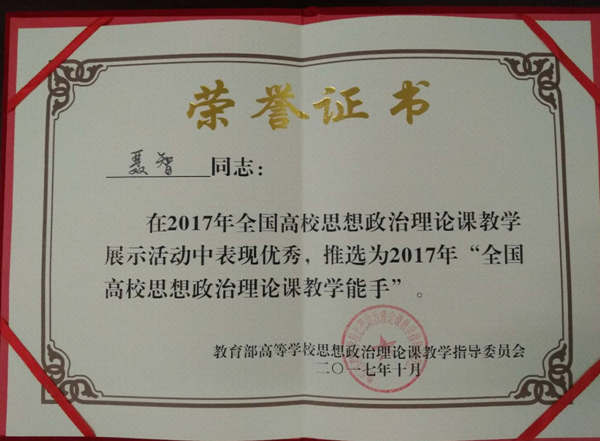 荣誉证书
聂智 同志：
在2017年全国高校思想政治理论课教学
展示活动中表现优秀，推选为2017年“全国
高校思想政治理论课教学能手”。
教育部高等学校思想政治理论课教学指导委员会
二〇一七年十月